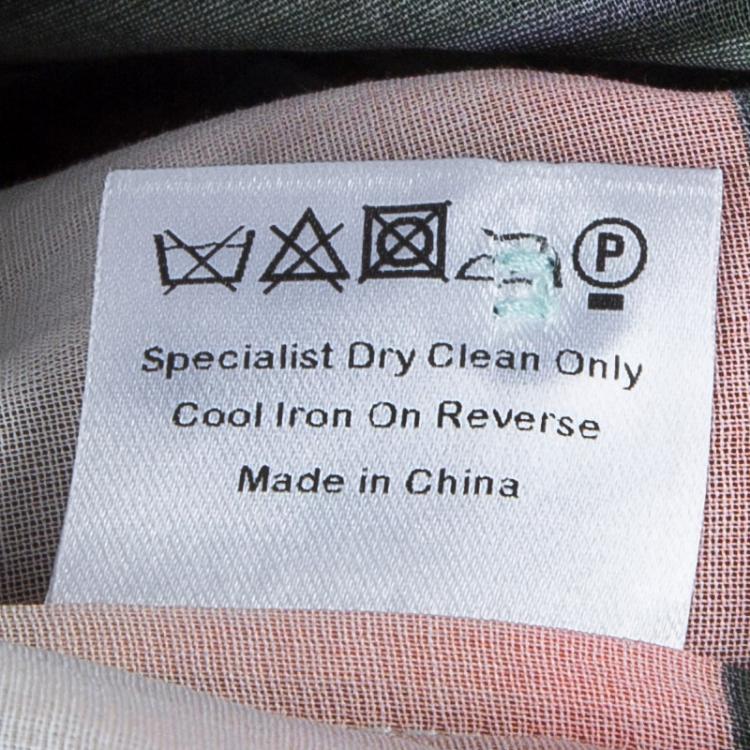 P
Specialist Dry Clean Only
Cool Iron On Reverse
Made in China